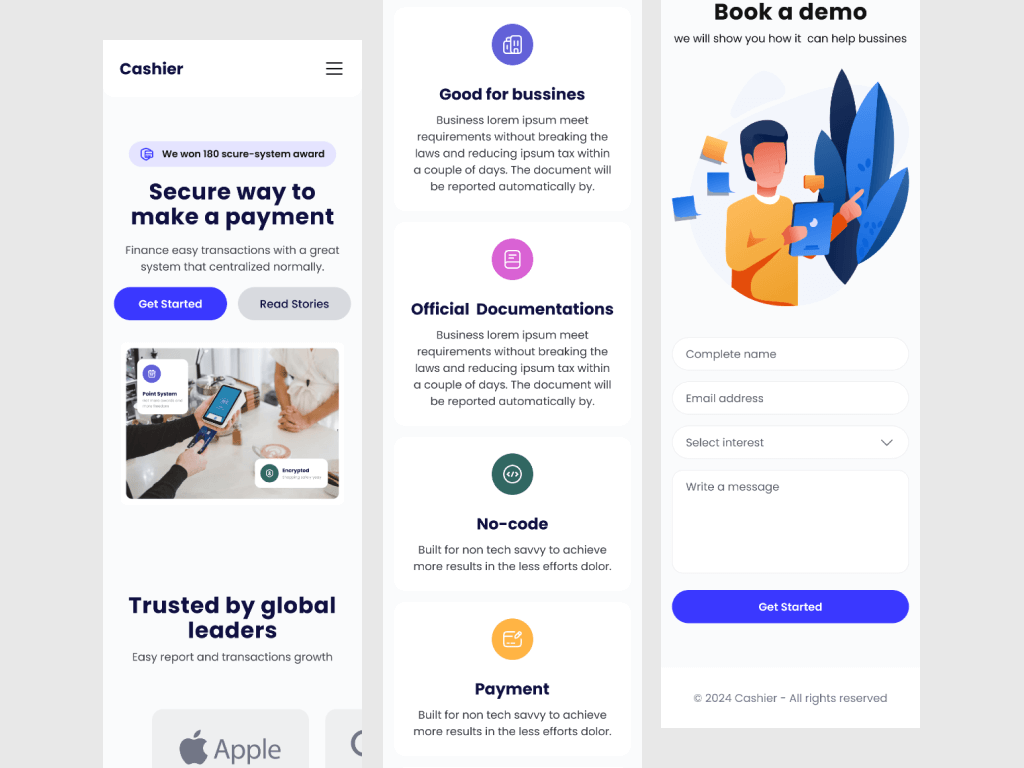 Cashier
We won 180 scure-system award
Secure way to
make a payment
Finance easy transactions with a great
system that centralized normally.
Get Started
Read Stories
Point System
Encrypted
Trusted by global
leaders
Easy report and transactions growth
Apple
Good for bussines
Business lorem ipsum meet
requirements without breaking the
laws and reducing ipsum tax within
a couple of days. The document will
be reported automatically by.
Official Documentations
Business lorem ipsum meet
requirements without breaking the
laws and reducing ipsum tax within
a couple of days. The document will
be reported automatically by.
No-code
Built for non tech savvy to achieve
more results in the less efforts dolor.
Payment
Built for non tech savvy to achieve
more results in the less efforts dolor.
Book a demo
we will show you how it can help bussines
Complete name
Email address
Select interest
Write a message
Get Started
© 2024 Cashier - All rights reserved